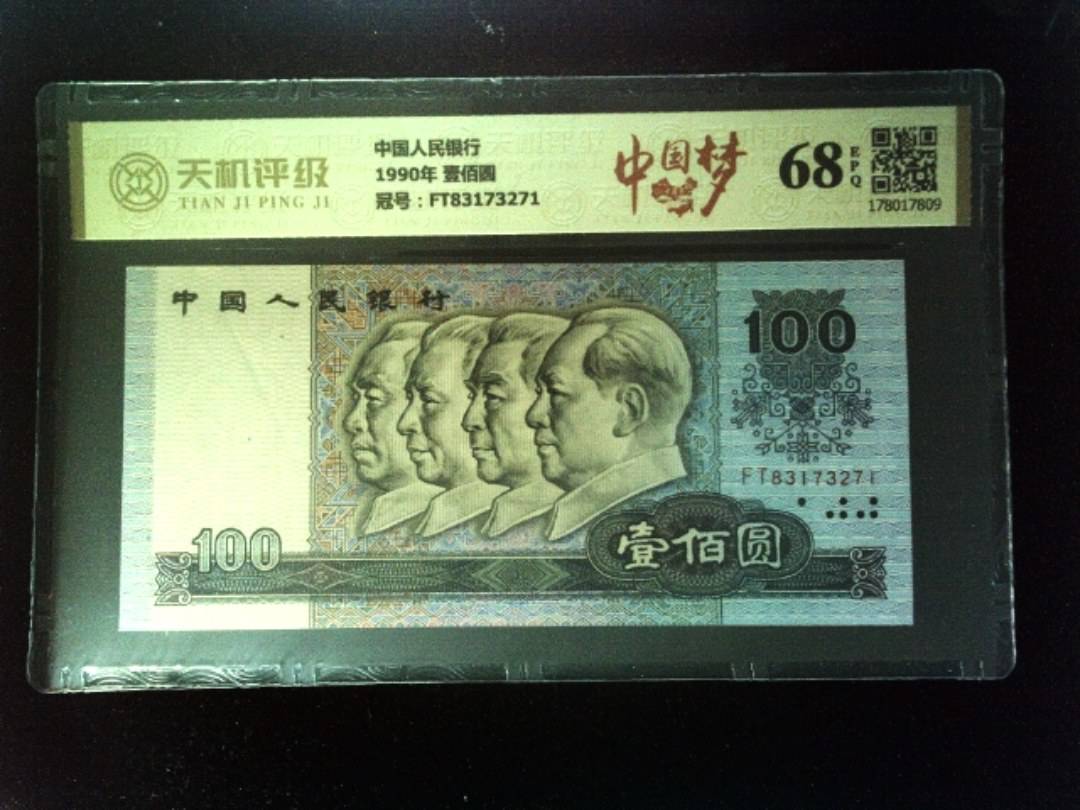 天机评级
TIAN JI PING JI
中国人民银行
1990年 壹佰圆
冠号：FT83173271
中国梦
68
EPQ
178017809
中国人民银行
100
FT83173271
100
壹佰圆